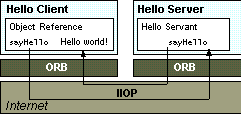 Hello Client
Object Reference
sayHello Hello world!
ORB
Hello Server
Hello Servant
sayHello
ORB
IIOP
Internet